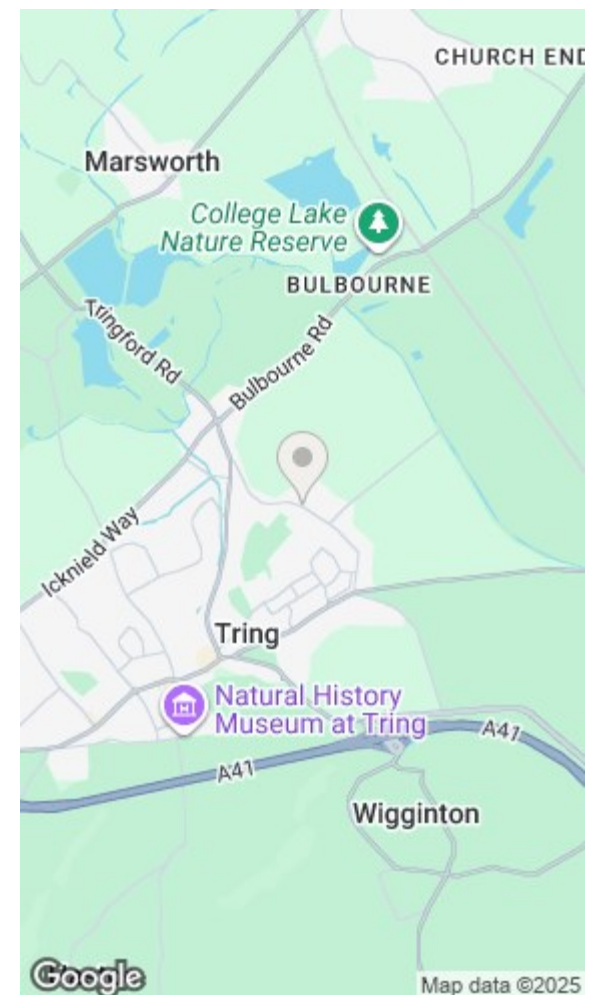 CHURCH END
Marsworth
College Lake
Nature Reserve
BULBOURNE
Tringford Rd
Bulbourne Rd
Icknield Way
Tring
Natural History
Museum at Tring
A41
A41
Wigginton
Google
Map data ©2025